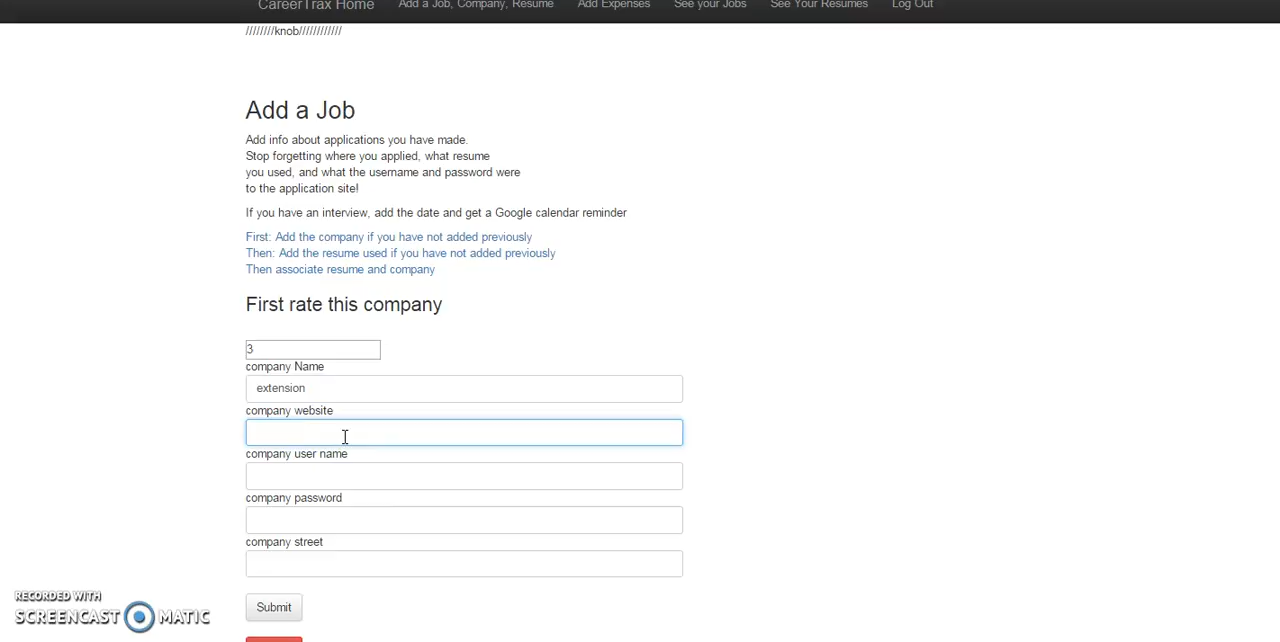 CareerTrax Home Add a Job, Company, Resume Add Expenses See your Jobs See Your Resumes Log Out
////////knob////////////
Add a Job
Add info about applications you have made.
Stop forgetting where you applied, what resume
you used, and what the username and password were
to the application site!
If you have an interview, add the date and get a Google calendar reminder
First: Add the company if you have not added previously
Then: Add the resume used if you have not added previously
Then associate resume and company
First rate this company
3
company Name
extension
company website
company user name
company password
company street
Submit
RECORDED WITH
SCREENCAST MATIC